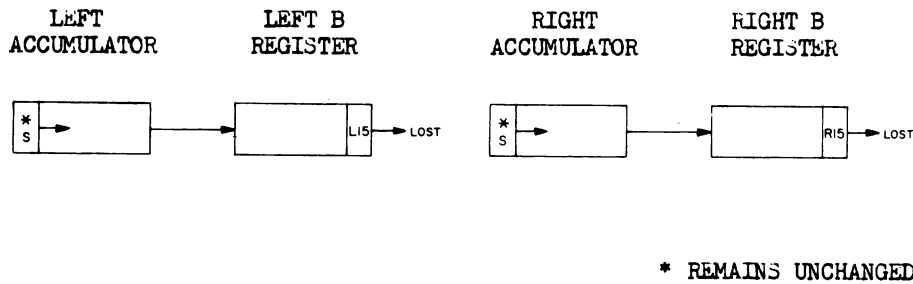 LEFT ACCUMULATOR
LEFT B REGISTER
RIGHT ACCUMULATOR
RIGHT B REGISTER
* S
L15
LOST
* S
R15
LOST
* REMAINS UNCHANGED